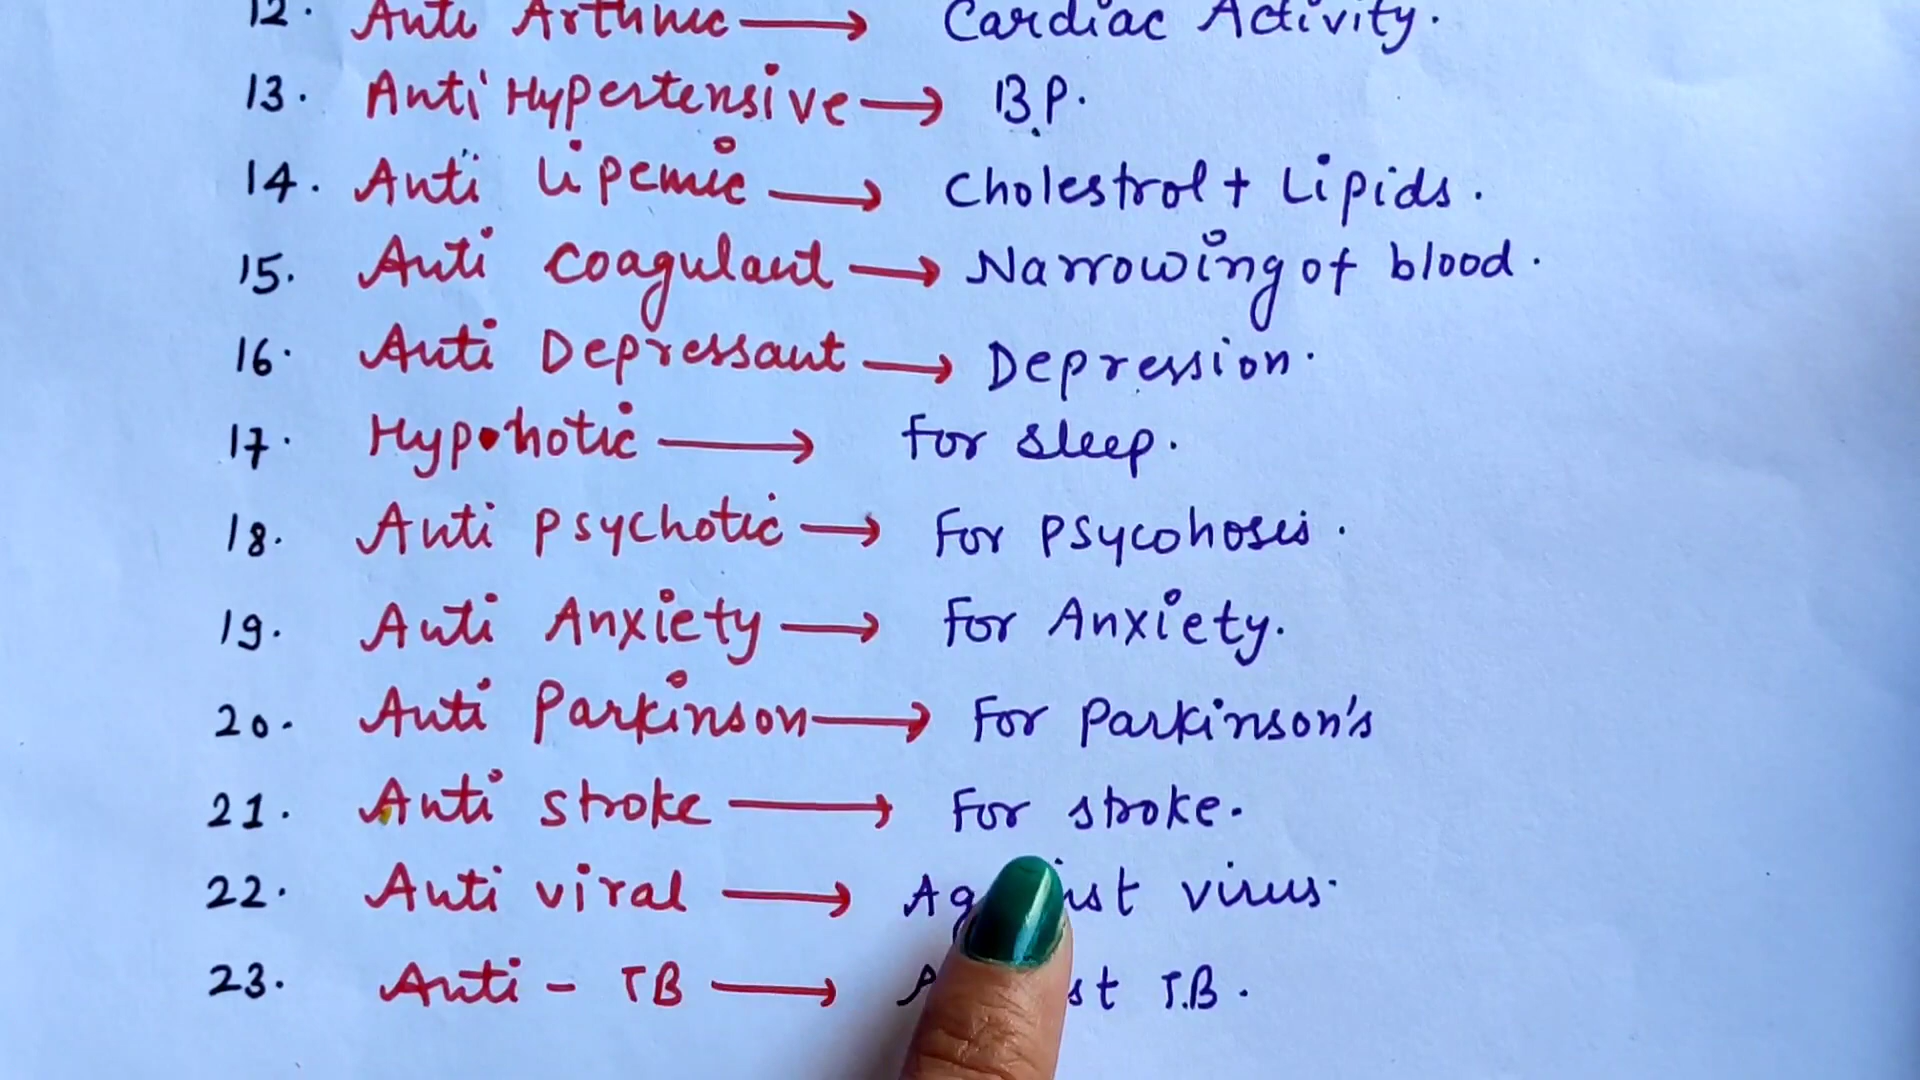 12. Anti Arthmic → Cardiac Activity.
13. Anti Hypertensive → B.P.
14. Anti Lipemic → Cholestrol + Lipids.
15. Anti Coagulant → Narrowing of blood.
16. Anti Depressant → Depression.
17. Hypnotic → For sleep.
18. Anti Psychotic → For Psycohosis.
19. Anti Anxiety → For Anxiety.
20. Anti Parkinson → For Parkinson's
21. Anti stroke → For stroke.
22. Anti viral → Against virus.
23. Anti - TB → T.B.